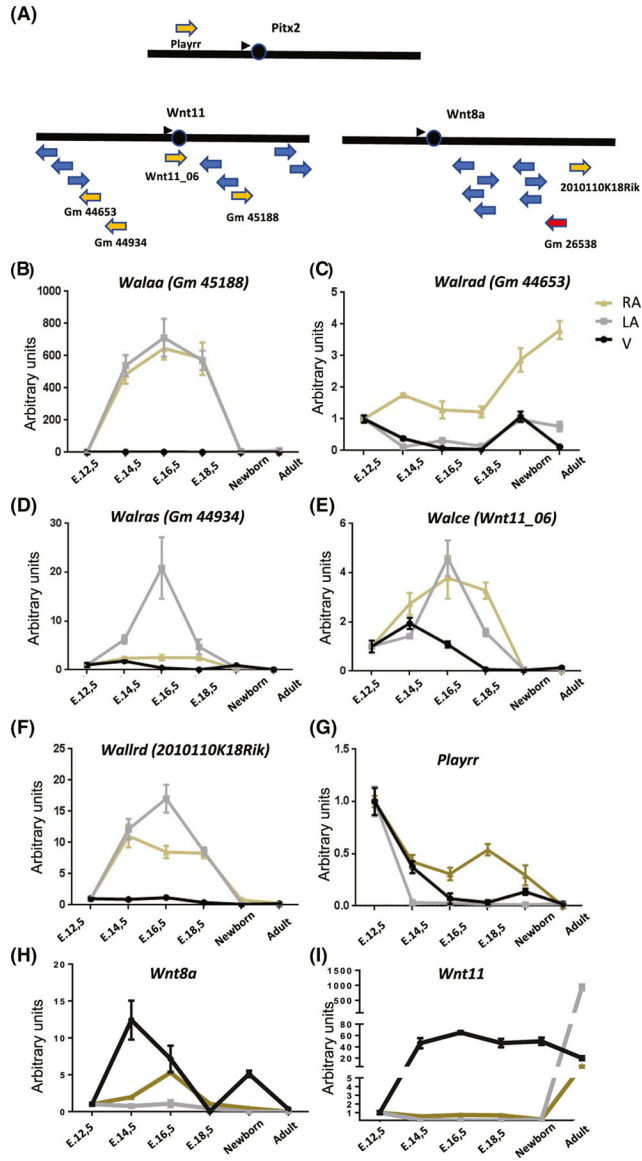 (A)
Pitx2
Playrr
Wnt11
Wnt8a
Wnt11_06
2010110K18Rik
Gm 44653
Gm 45188
Gm 44934
Gm 26538
(B)
Walaa (Gm 45188)
Arbitrary units
800
600
400
200
0
E.12,5
E.14,5
E.16,5
E.18,5
Newborn
Adult
(C)
Walrad (Gm 44653)
RA
LA
V
Arbitrary units
5
4
3
2
1
0
E.12,5
E.14,5
E.16,5
E.18,5
Newborn
Adult
(D)
Walras (Gm 44934)
Arbitrary units
30
20
10
0
E.12,5
E.14,5
E.16,5
E.18,5
Newborn
Adult
(E)
Walce (Wnt11_06)
Arbitrary units
6
4
2
0
E.12,5
E.14,5
E.16,5
E.18,5
Newborn
Adult
(F)
Wallrd (2010110K18Rik)
Arbitrary units
25
20
15
10
5
0
E.12,5
E.14,5
E.16,5
E.18,5
Newborn
Adult
(G)
Playrr
Arbitrary units
1.5
1.0
0.5
0.0
E.12,5
E.14,5
E.16,5
E.18,5
Newborn
Adult
(H)
Wnt8a
Arbitrary units
20
15
10
5
0
E.12,5
E.14,5
E.16,5
E.18,5
Newborn
Adult
(I)
Wnt11
Arbitrary units
1500
1000
500
80
60
40
20
5
4
3
2
1
E.12,5
E.14,5
E.16,5
E.18,5
Newborn
Adult